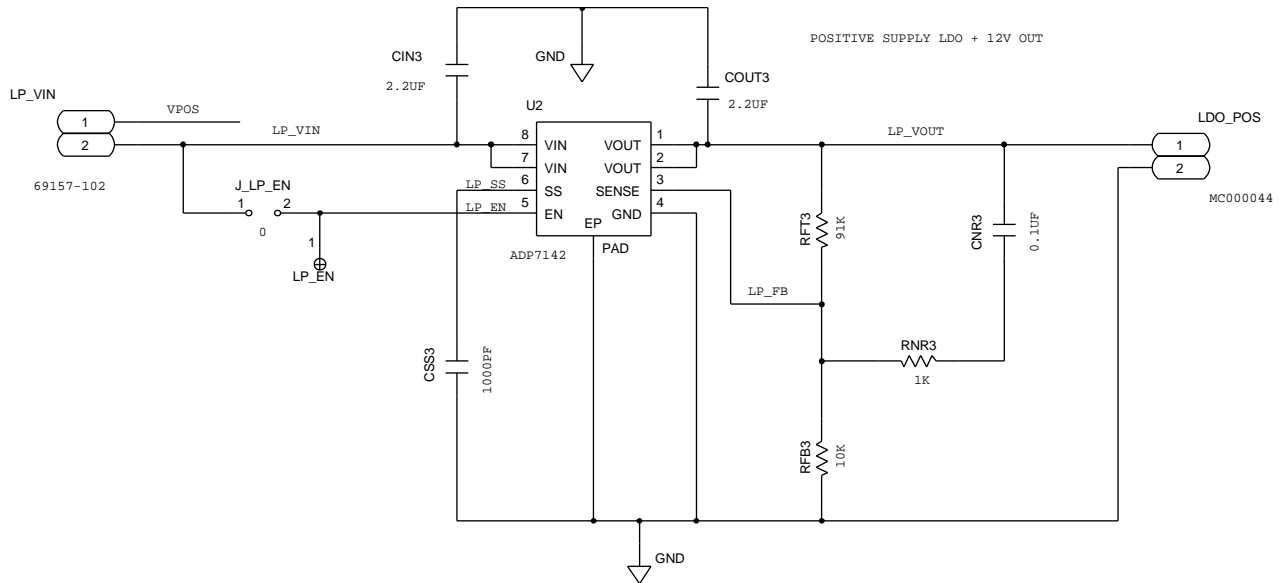 POSITIVE SUPPLY LDO + 12V OUT
CIN3
2.2UF
GND
COUT3
2.2UF
LP_VIN
1
2
69157-102
VPOS
LP_VIN
U2
8
7
6
5
VIN
VIN
SS
EN
VOUT
VOUT
SENSE
GND
EP
1
2
3
4
PAD
ADP7142
LP_SS
LP_EN
J_LP_EN
1
2
0
1
LP_EN
LP_VOUT
LDO_POS
1
2
MC000044
RFT3
91K
CNR3
0.1UF
LP_FB
RNR3
1K
CSS3
1000PF
RFB3
10K
GND